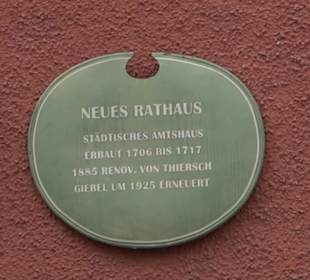 NEUES RATHAUS
STÄDTISCHES AMTSHAUS
ERBAUT 1706 BIS 1717
1885 RENOV. VON THIERSCH
GIEBEL UM 1925 ERNEUERT